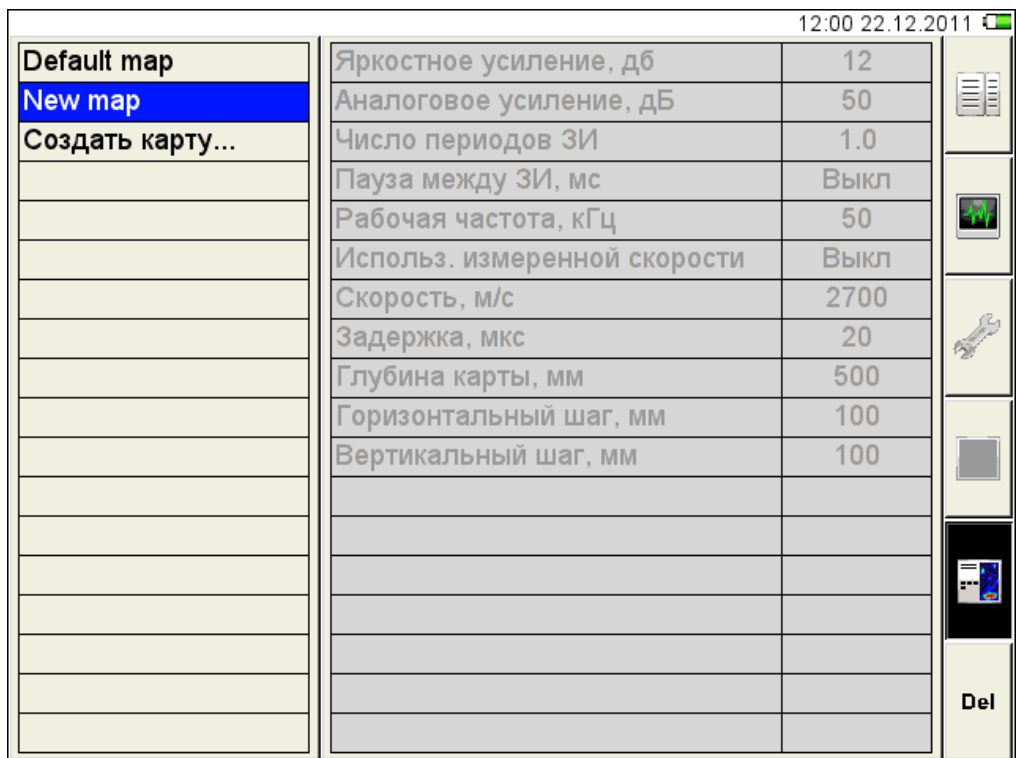 12:00 22.12.2011
Default map
New map
Создать карту...
Яркостное усиление, дб 12
Аналоговое усиление, дБ 50
Число периодов ЗИ 1.0
Пауза между ЗИ, мс Выкл
Рабочая частота, кГц 50
Использ. измеренной скорости Выкл
Скорость, м/с 2700
Задержка, мкс 20
Глубина карты, мм 500
Горизонтальный шаг, мм 100
Вертикальный шаг, мм 100
Del